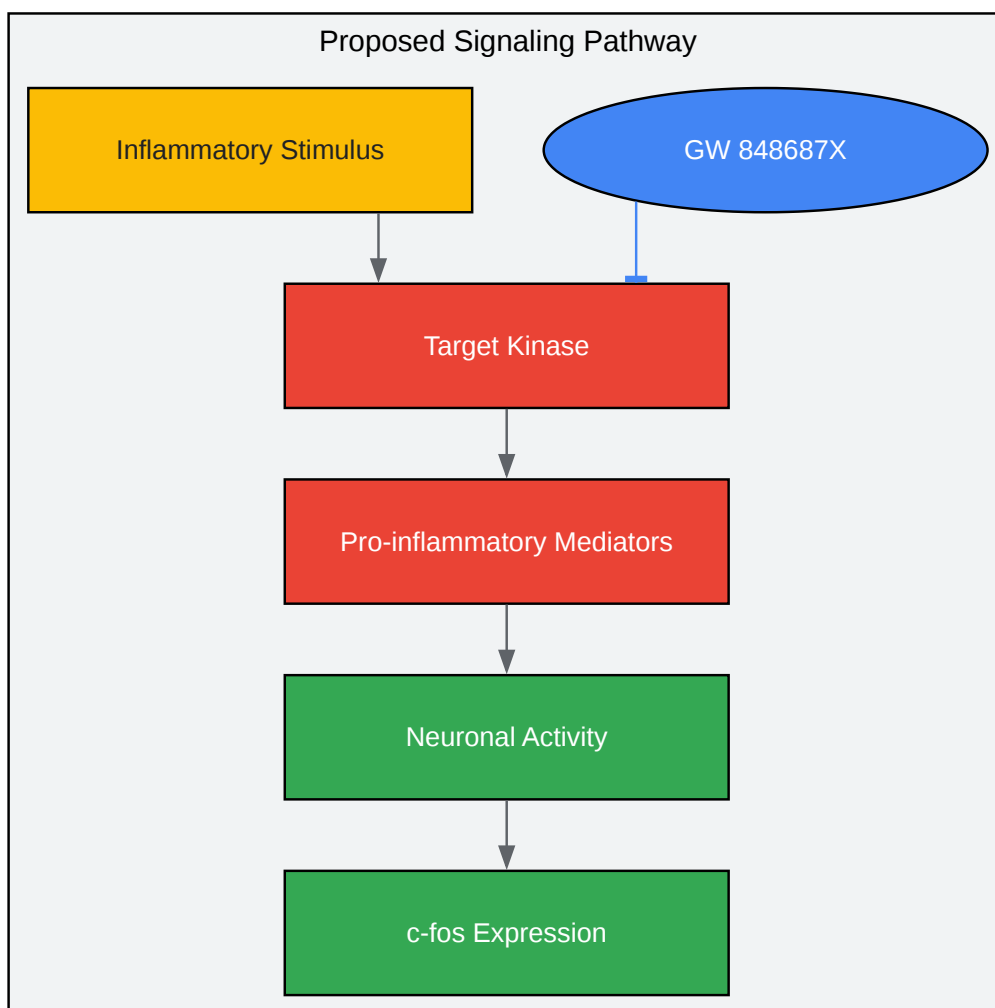 Proposed Signaling Pathway
Inflammatory Stimulus
GW 848687X
Target Kinase
Pro-inflammatory Mediators
Neuronal Activity
c-fos Expression